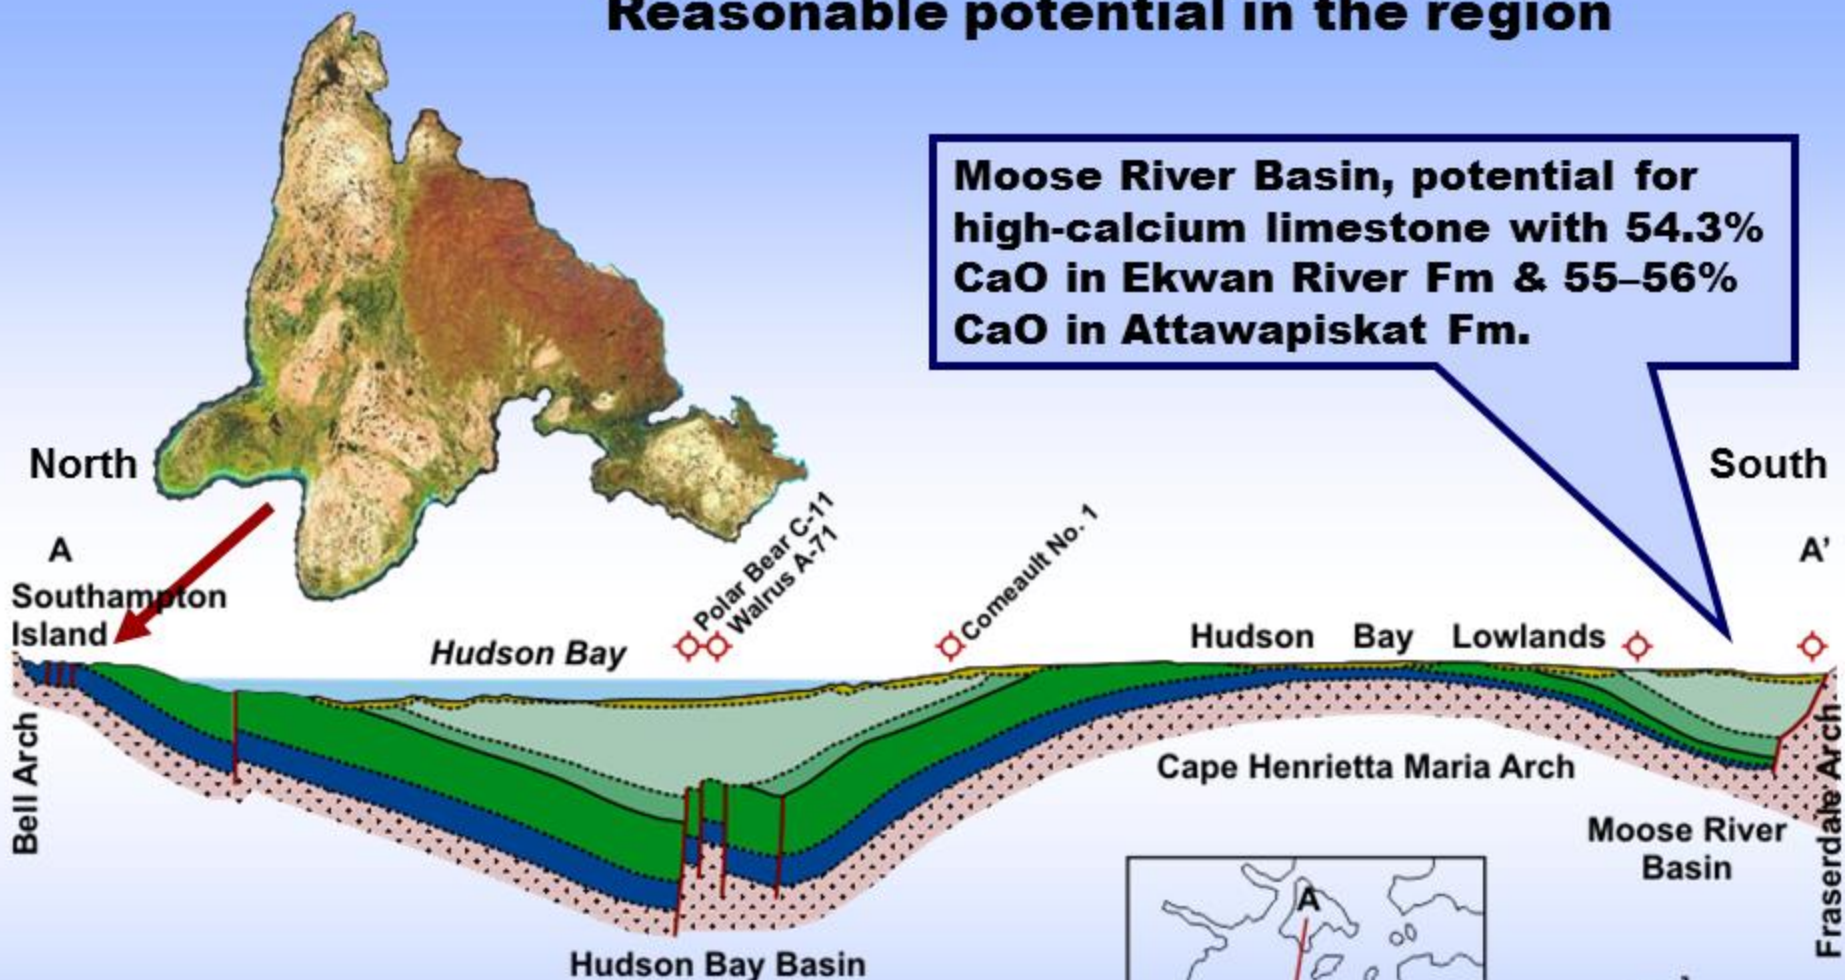 Reasonable potential in the region
Moose River Basin, potential for
high-calcium limestone with 54.3%
CaO in Ekwan River Fm & 55–56%
CaO in Attawapiskat Fm.
North
South
A
A’
Southampton
Island
Hudson Bay
Polar Bear C-11
Walrus A-71
Comeault No. 1
Hudson Bay Lowlands
Bell Arch
Cape Henrietta Maria Arch
Moose River
Basin
Fraserdale Arch
Hudson Bay Basin
A